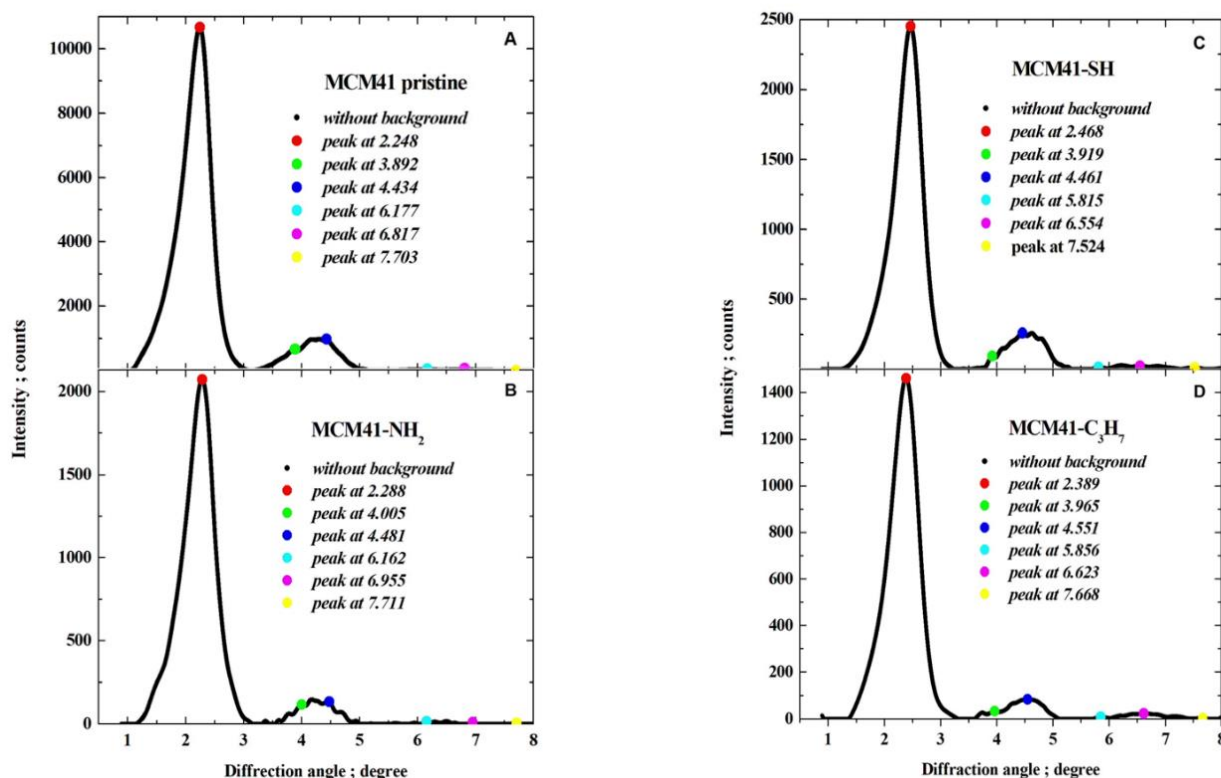 Intensity ; counts
10000
8000
6000
4000
2000
A
MCM41 pristine
without background
peak at 2.248
peak at 3.892
peak at 4.434
peak at 6.177
peak at 6.817
peak at 7.703
2000
1500
1000
500
0
B
MCM41-NH2
without background
peak at 2.288
peak at 4.005
peak at 4.481
peak at 6.162
peak at 6.955
peak at 7.711
1 2 3 4 5 6 7 8
Diffrection angle ; degree
Intensity ; counts
2500
2000
1500
1000
500
C
MCM41-SH
without background
peak at 2.468
peak at 3.919
peak at 4.461
peak at 5.815
peak at 6.554
peak at 7.524
1400
1200
1000
800
600
400
200
0
D
MCM41-C3H7
without background
peak at 2.389
peak at 3.965
peak at 4.551
peak at 5.856
peak at 6.623
peak at 7.668
1 2 3 4 5 6 7 8
Diffraction angle ; degree